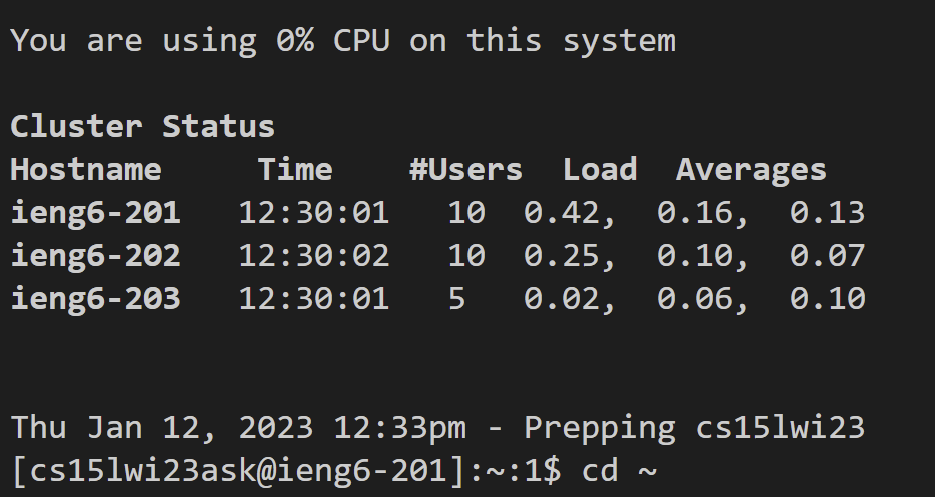 You are using 0% CPU on this system
Cluster Status
Hostname     Time    #Users  Load  Averages
ieng6-201   12:30:01   10  0.42,  0.16,  0.13
ieng6-202   12:30:02   10  0.25,  0.10,  0.07
ieng6-203   12:30:01   5   0.02,  0.06,  0.10
Thu Jan 12, 2023 12:33pm - Prepping cs15lwi23
[cs15lwi23ask@ieng6-201]:~:1$ cd ~